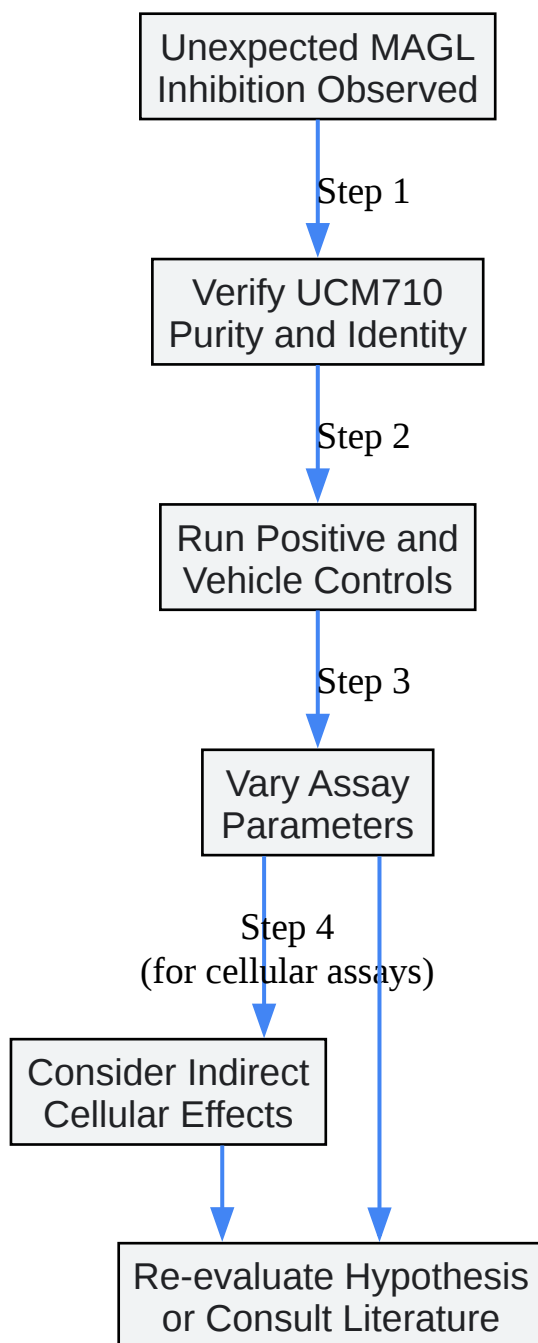 Unexpected MAGL
Inhibition Observed
Step 1
Verify UCM710
Purity and Identity
Step 2
Run Positive and
Vehicle Controls
Step 3
Vary Assay
Parameters
Step 4
(for cellular assays)
Consider Indirect
Cellular Effects
Re-evaluate Hypothesis
or Consult Literature